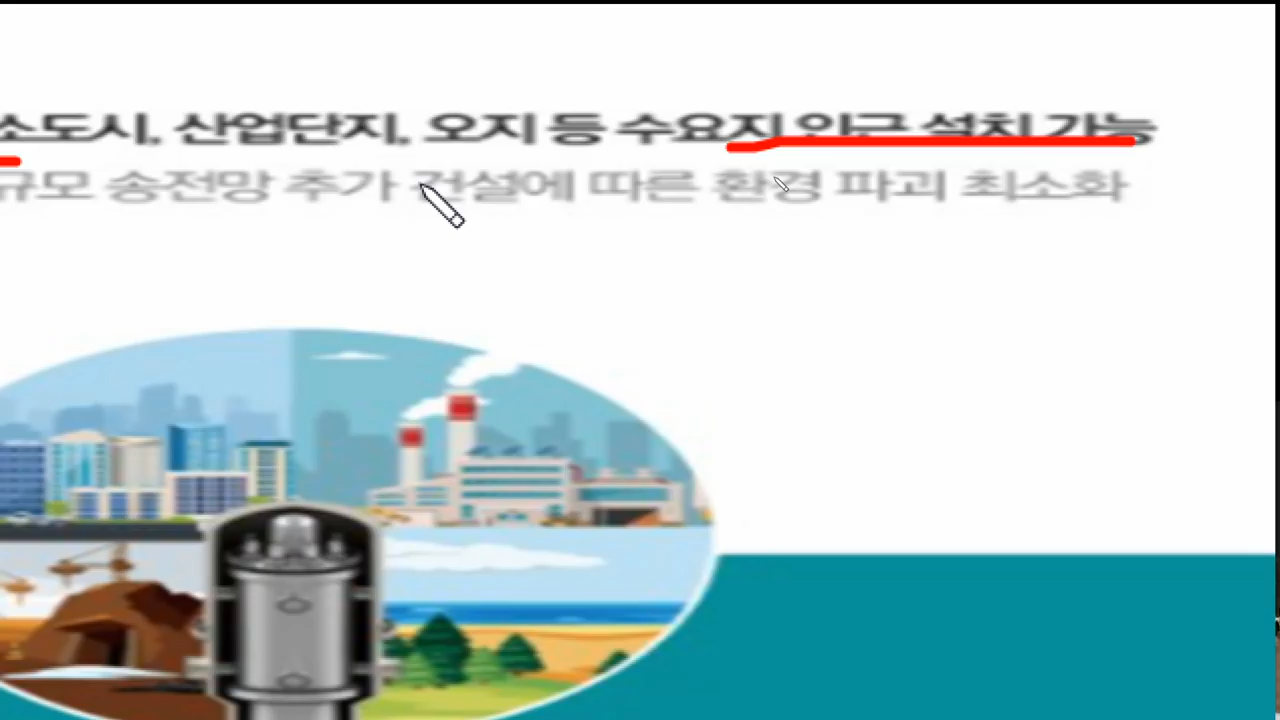 소도시, 산업단지, 오지 등 수요지 인근 설치 가능
규모 송전망 추가 건설에 따른 환경 파괴 최소화